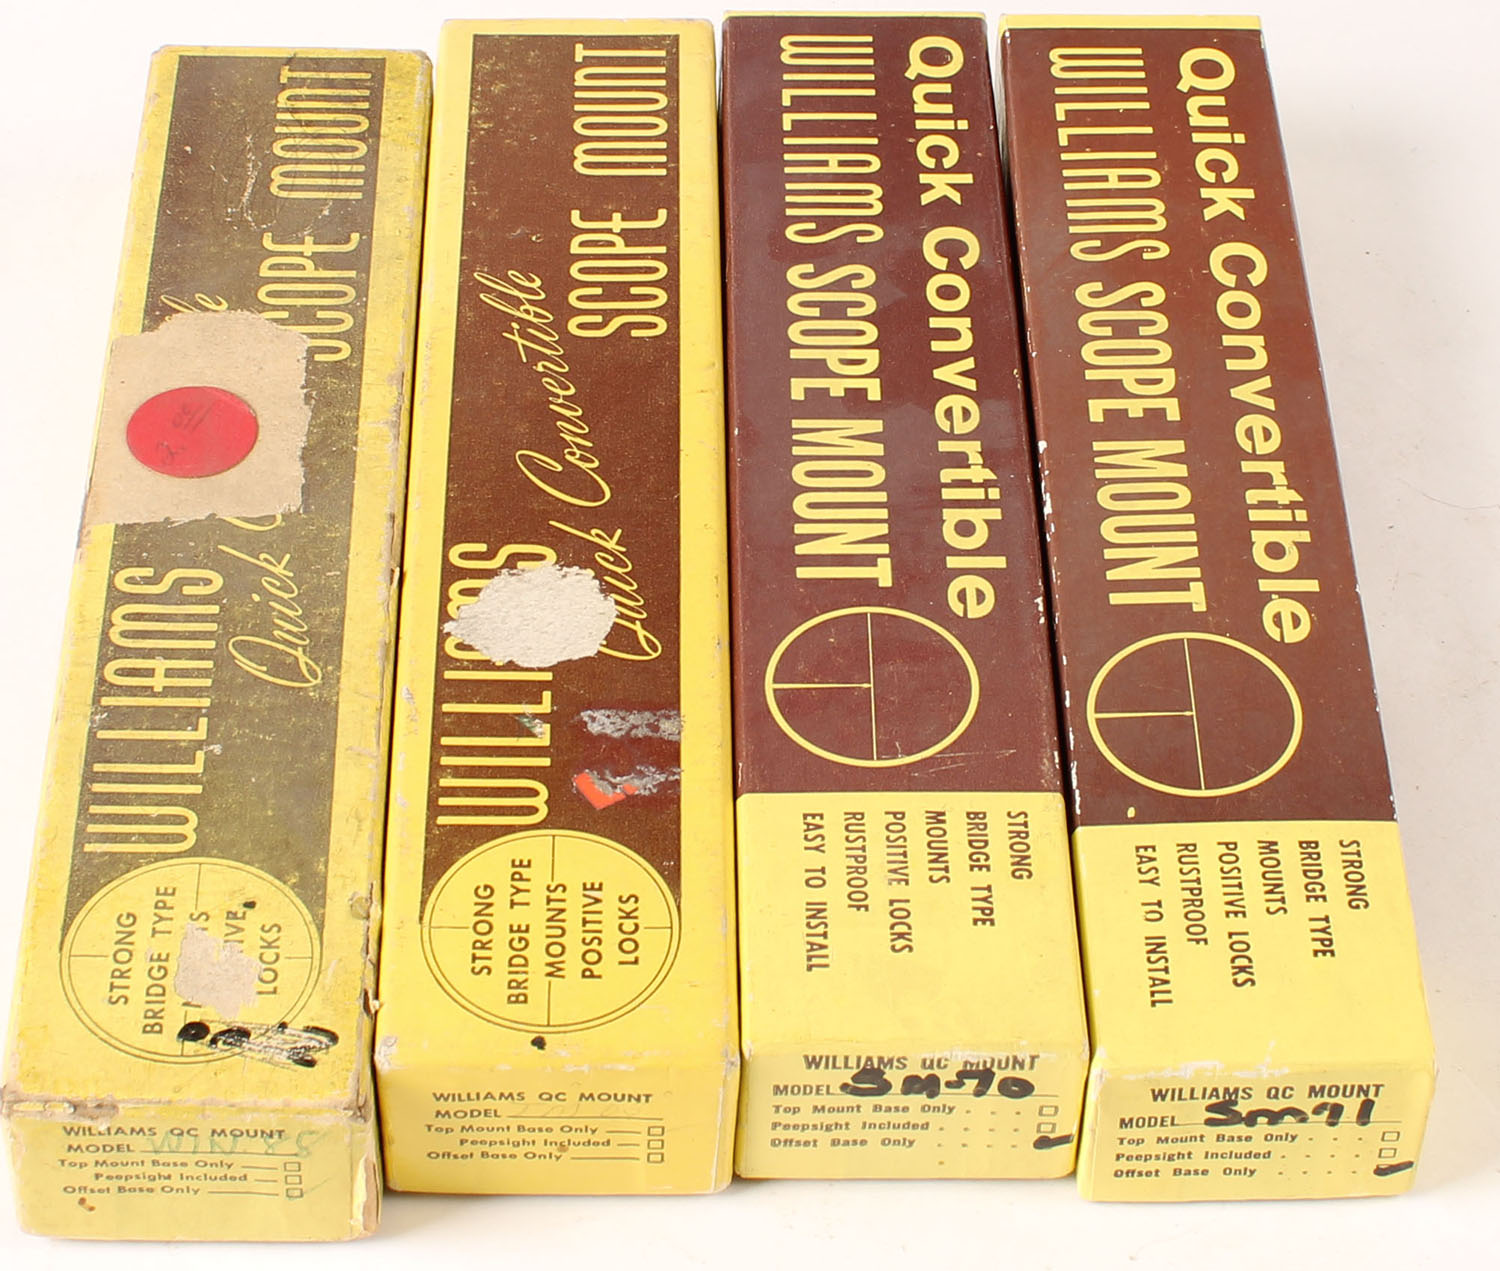 WILLIAMS
Quick
SCOPE MOUNT
STRONG
BRIDGE TYPE
LOCKS
WILLIAMS QC MOUNT
MODEL WIN. 88
Top Mount Base Only
Peepsight Included
Offset Base Only
WILLIAMS
Quick Convertible
SCOPE MOUNT
STRONG
BRIDGE TYPE
MOUNTS
POSITIVE
LOCKS
WILLIAMS QC MOUNT
MODEL
Top Mount Base Only
Peepsight Included
Offset Base Only
Quick Convertible
WILLIAMS SCOPE MOUNT
STRONG
BRIDGE TYPE
MOUNTS
POSITIVE LOCKS
RUSTPROOF
EASY TO INSTALL
WILLIAMS QC MOUNT
MODEL SM-70
Top Mount Base Only . . .
Peepsight Included . . . .
Offset Base Only . . . .
Quick Convertible
WILLIAMS SCOPE MOUNT
STRONG
BRIDGE TYPE
MOUNTS
POSITIVE LOCKS
RUSTPROOF
EASY TO INSTALL
WILLIAMS QC MOUNT
MODEL SM71
Top Mount Base Only . . . .
Peepsight Included . . . .
Offset Base Only . . . .